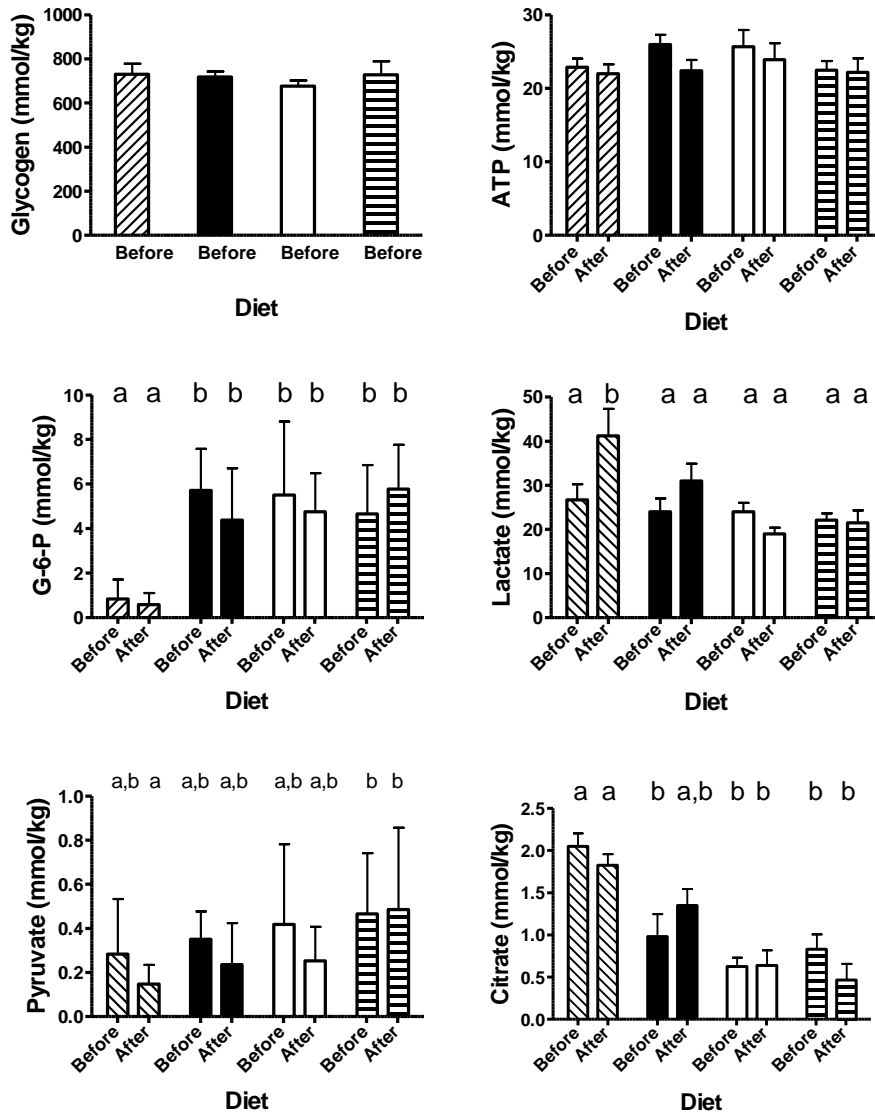 Glycogen (mmol/kg)
1000
800
600
400
200
0
Before Before Before Before
Diet
ATP (mmol/kg)
30
20
10
0
Before After Before After Before After Before After
Diet
G-6-P (mmol/kg)
a a b b b b b b
10
8
6
4
2
0
Before After Before After Before After Before After
Diet
Lactate (mmol/kg)
a b a a a a a a
50
40
30
20
10
0
Before After Before After Before After Before After
Diet
Pyruvate (mmol/kg)
a,b a a,b a,b a,b a,b b b
1.0
0.8
0.6
0.4
0.2
0.0
Before After Before After Before After Before After
Diet
Citrate (mmol/kg)
a a b a,b b b b b
2.5
2.0
1.5
1.0
0.5
0.0
Before After Before After Before After Before After
Diet